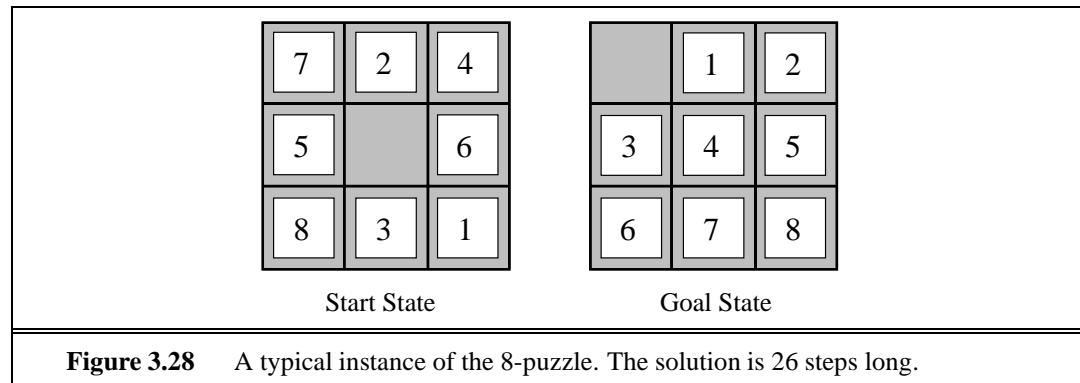 7 2 4 1 2
5 6 3 4 5
8 3 1 6 7 8
Start State Goal State
Figure 3.28 A typical instance of the 8-puzzle. The solution is 26 steps long.